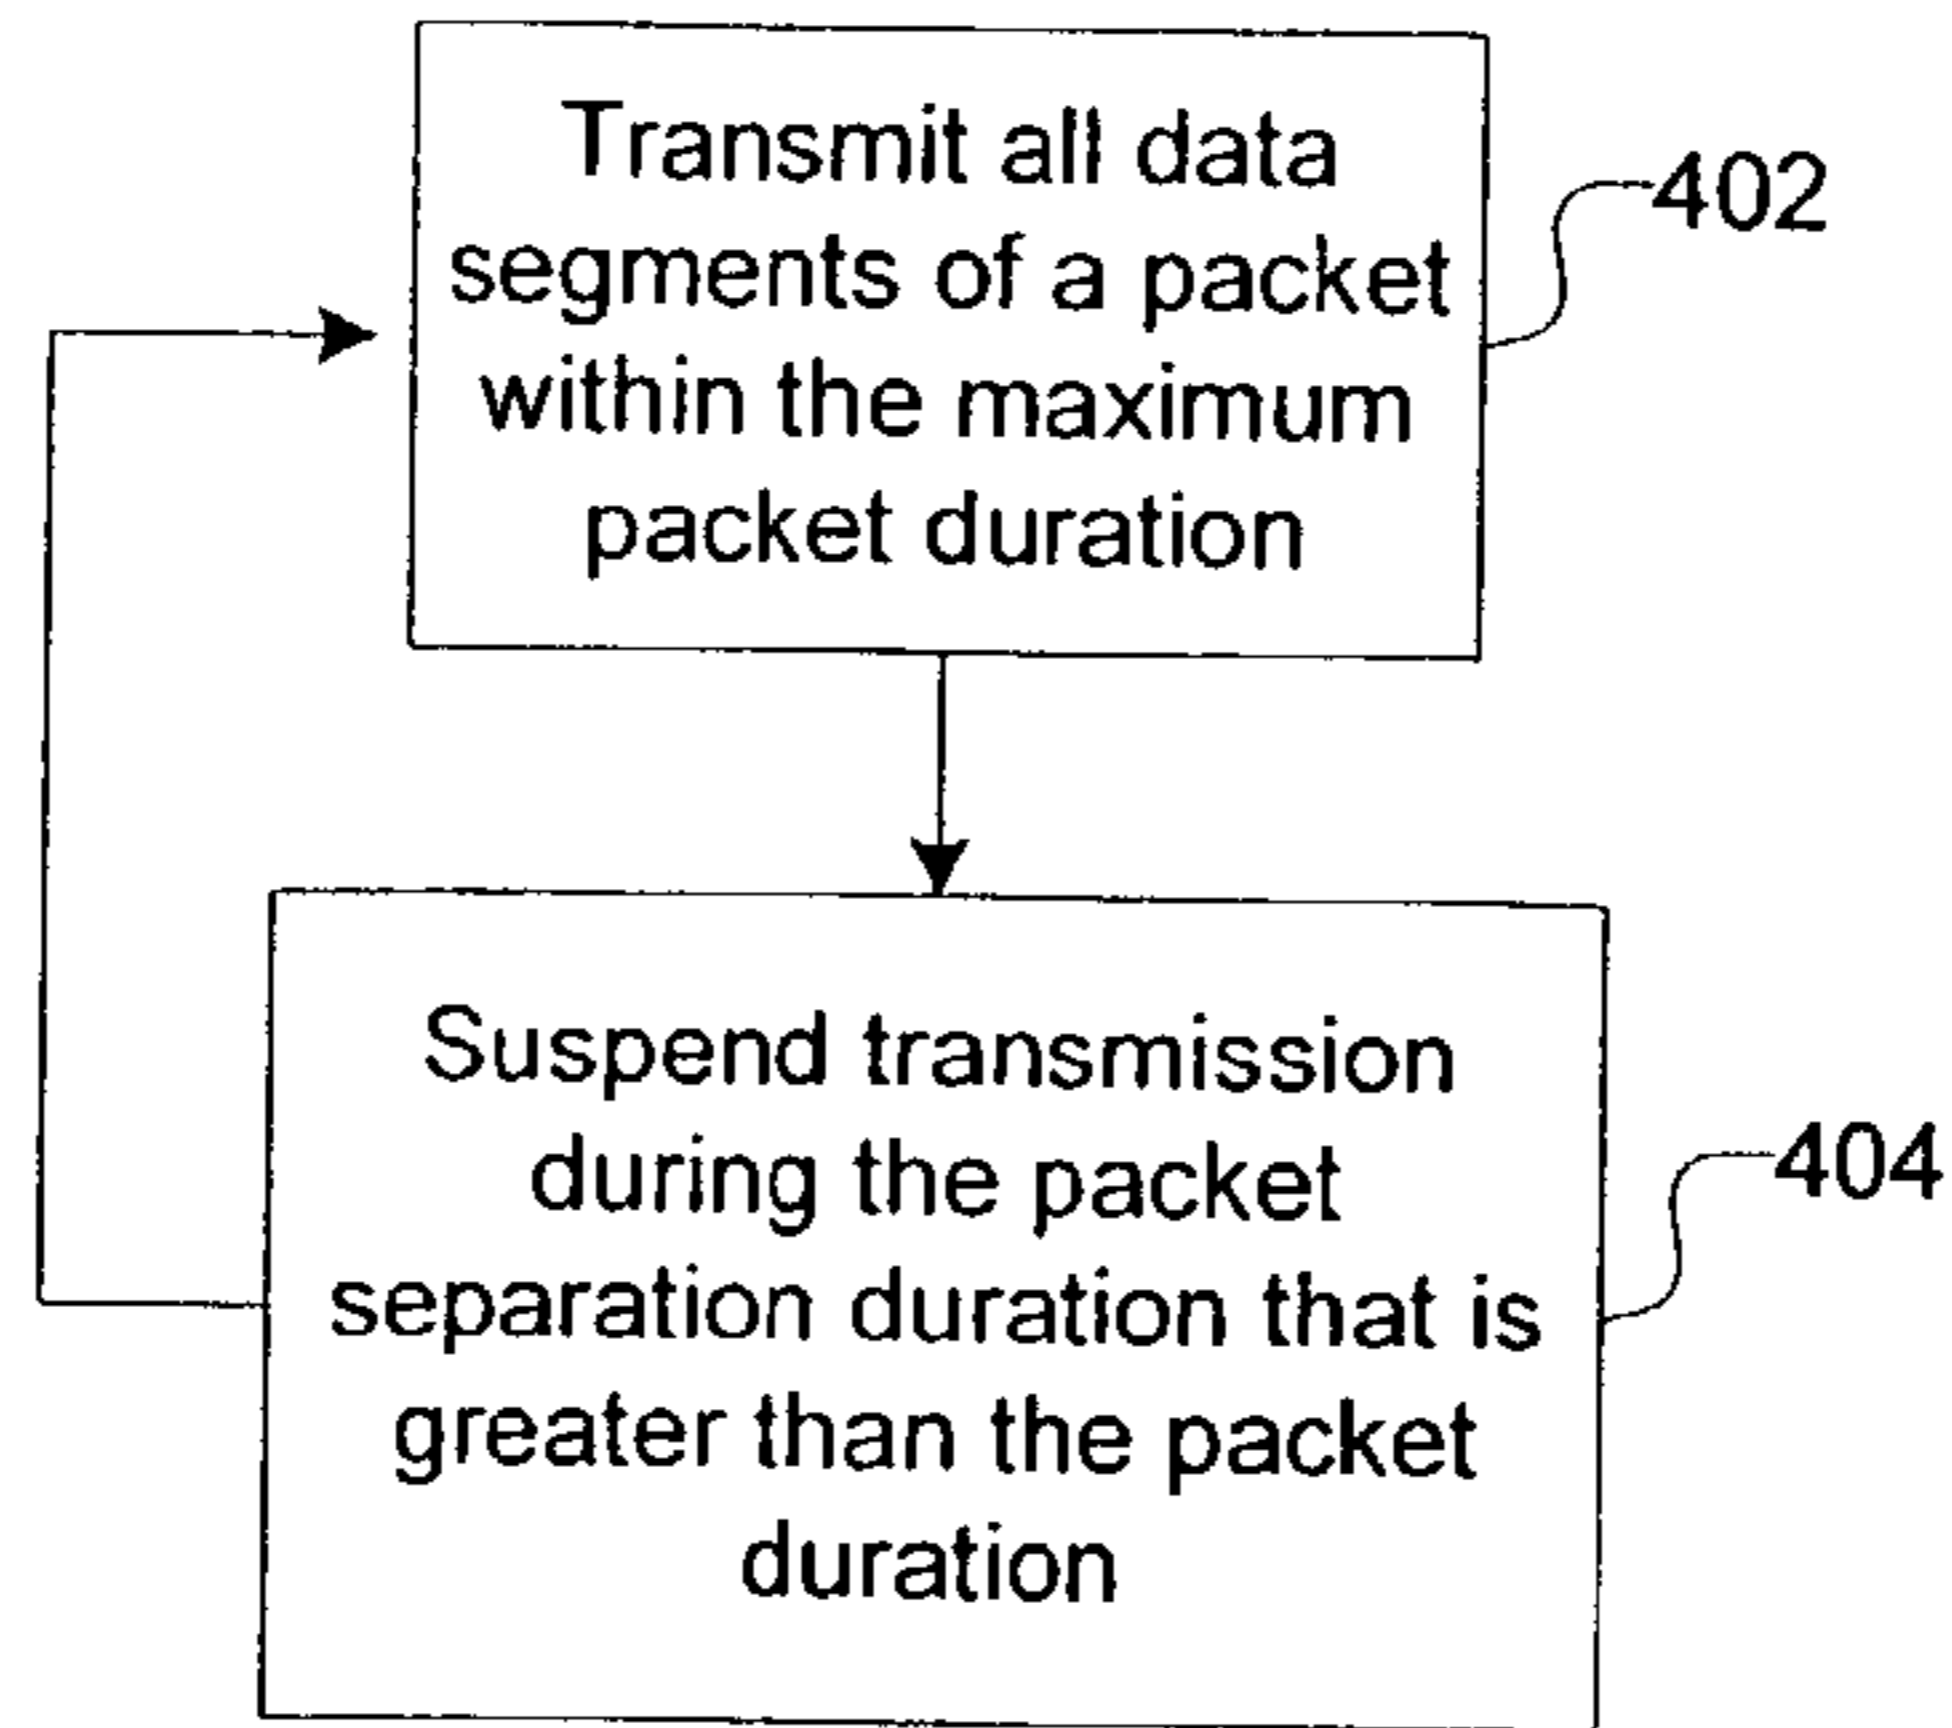 Transmit all data
segments of a packet
within the maximum
packet duration
402
Suspend transmission
during the packet
separation duration that is
greater than the packet
duration
404